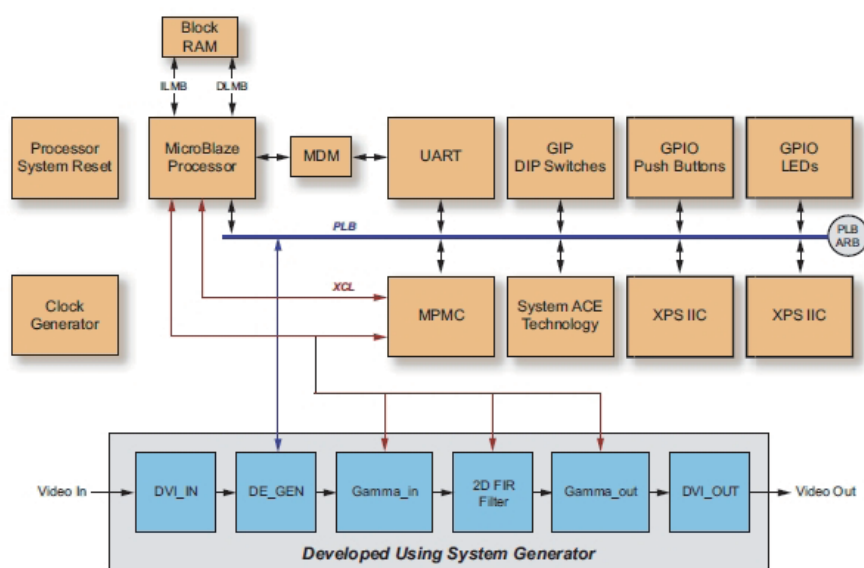 Block
RAM
ILMB
DLMB
Processor
System Reset
MicroBlaze
Processor
MDM
UART
GIP
DIP Switches
GPIO
Push Buttons
GPIO
LEDs
PLB
PLB
ARB
Clock
Generator
XCL
MPMC
System ACE
Technology
XPS IIC
XPS IIC
Video In
DVI_IN
DE_GEN
Gamma_in
2D FIR
Filter
Gamma_out
DVI_OUT
Video Out
Developed Using System Generator